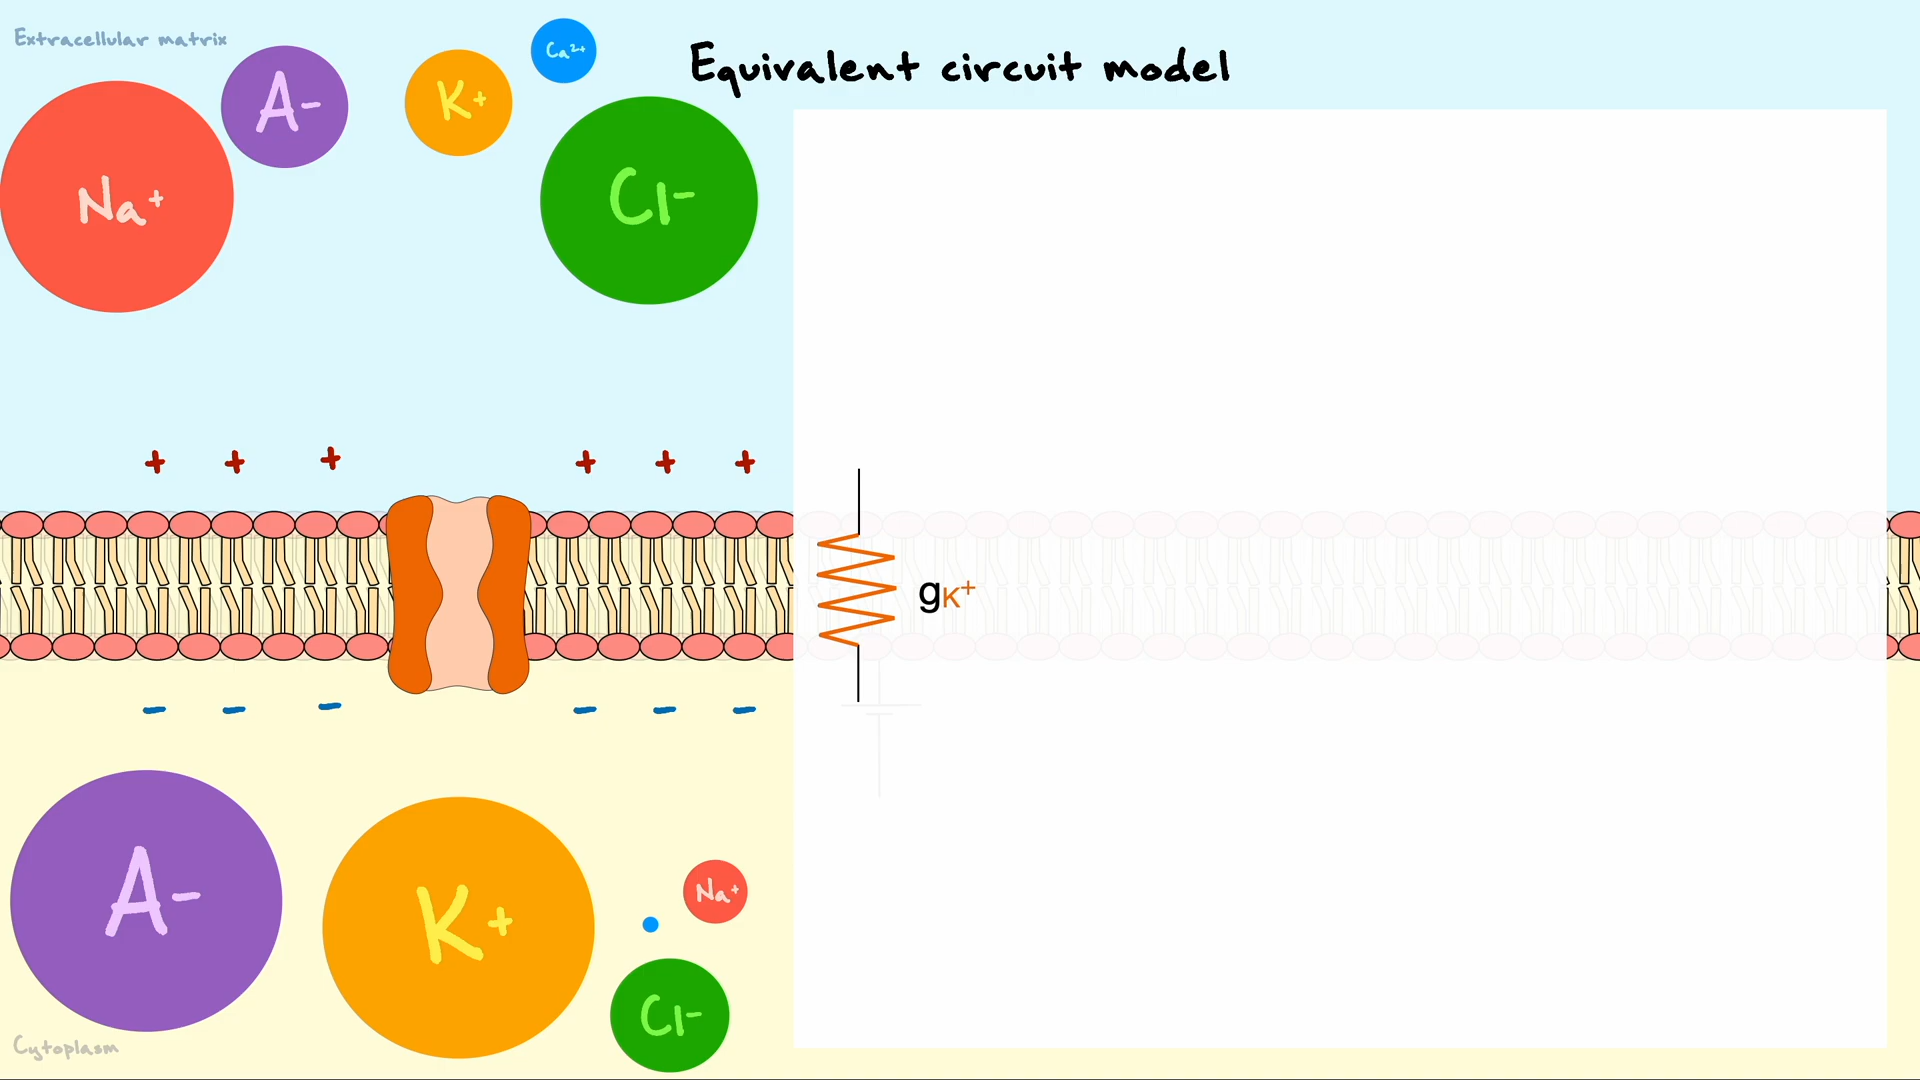 Extracellular matrix
Equivalent circuit model
Na+
A-
K+
Ca2+
Cl-
+ + + + + +
gK+
- - - - - -
A-
K+
Na+
Cl-
Cytoplasm